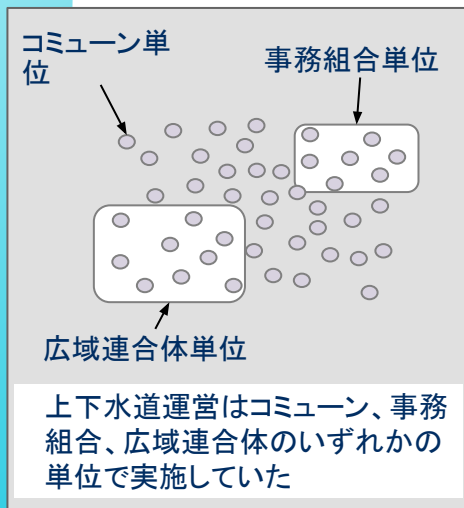 コミューン単
位
事務組合単位
広域連合体単位
上下水道運営はコミューン、事務
組合、広域連合体のいずれかの
単位で実施していた